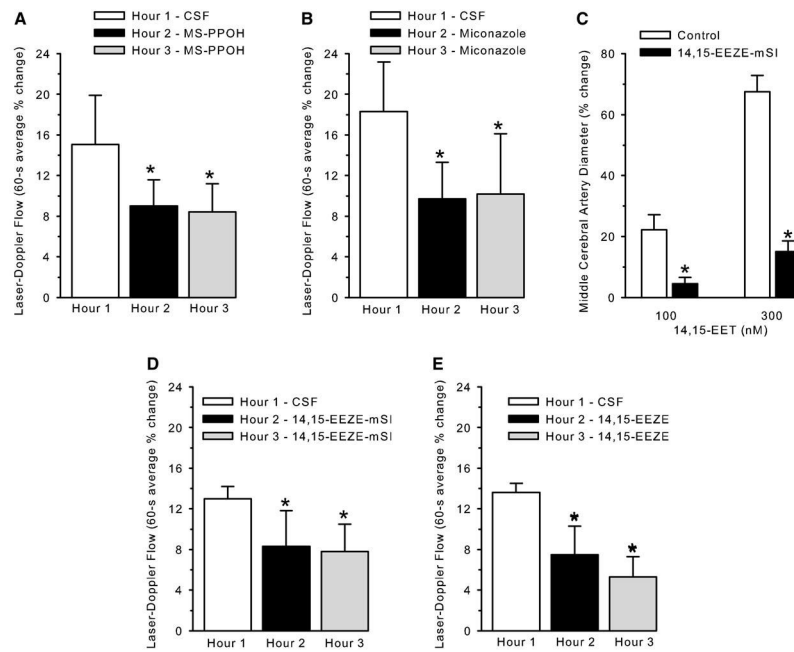 A
Hour 1 - CSF
Hour 2 - MS-PPOH
Hour 3 - MS-PPOH
Laser-Doppler Flow (60-s average % change)
24
20
16
12
8
4
0
*
*
Hour 1
Hour 2
Hour 3
B
Hour 1 - CSF
Hour 2 - Miconazole
Hour 3 - Miconazole
Laser-Doppler Flow (60-s average % change)
24
20
16
12
8
4
0
*
*
Hour 1
Hour 2
Hour 3
C
Control
14,15-EEZE-mSI
Middle Cerebral Artery Diameter (% change)
80
60
40
20
0
*
*
100
300
14,15-EET (nM)
D
Hour 1 - CSF
Hour 2 - 14,15-EEZE-mSI
Hour 3 - 14,15-EEZE-mSI
Laser-Doppler Flow (60-s average % change)
24
20
16
12
8
4
0
*
*
Hour 1
Hour 2
Hour 3
E
Hour 1 - CSF
Hour 2 - 14,15-EEZE
Hour 3 - 14,15-EEZE
Laser-Doppler Flow (60-s average % change)
24
20
16
12
8
4
0
*
*
Hour 1
Hour 2
Hour 3